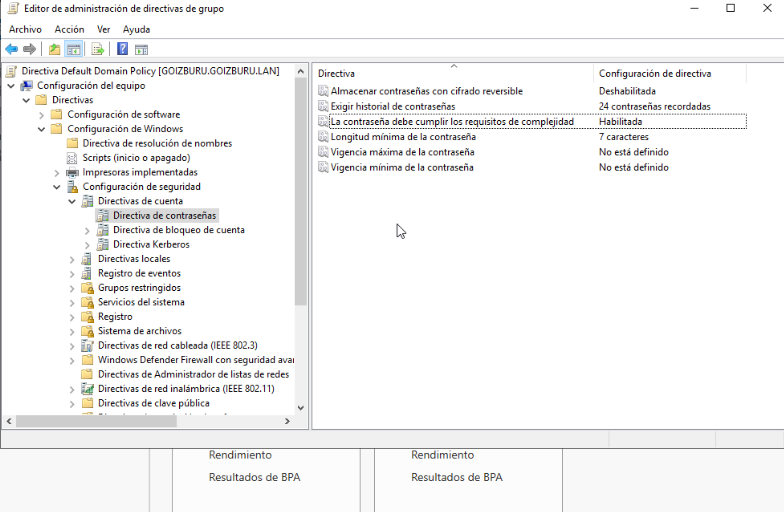 Editor de administración de directivas de grupo
Archivo Acción Ver Ayuda
Directiva Default Domain Policy [GOIZBURU.GOIZBURU.LAN]
Configuración del equipo
Directivas
Configuración de software
Configuración de Windows
Directiva de resolución de nombres
Scripts (inicio o apagado)
Impresoras implementadas
Configuración de seguridad
Directivas de cuenta
Directiva de contraseñas
Directiva de bloqueo de cuenta
Directiva Kerberos
Directivas locales
Registro de eventos
Grupos restringidos
Servicios del sistema
Registro
Sistema de archivos
Directivas de red cableada (IEEE 802.3)
Windows Defender Firewall con seguridad avan
Directivas de Administrador de listas de redes
Directivas de red inalámbrica (IEEE 802.11)
Directivas de clave pública
Directiva Configuración de directiva
Almacenar contraseñas con cifrado reversible Deshabilitada
Exigir historial de contraseñas 24 contraseñas recordadas
La contraseña debe cumplir los requisitos de complejidad Habilitada
Longitud mínima de la contraseña 7 caracteres
Vigencia máxima de la contraseña No está definido
Vigencia mínima de la contraseña No está definido
Rendimiento Rendimiento
Resultados de BPA Resultados de BPA